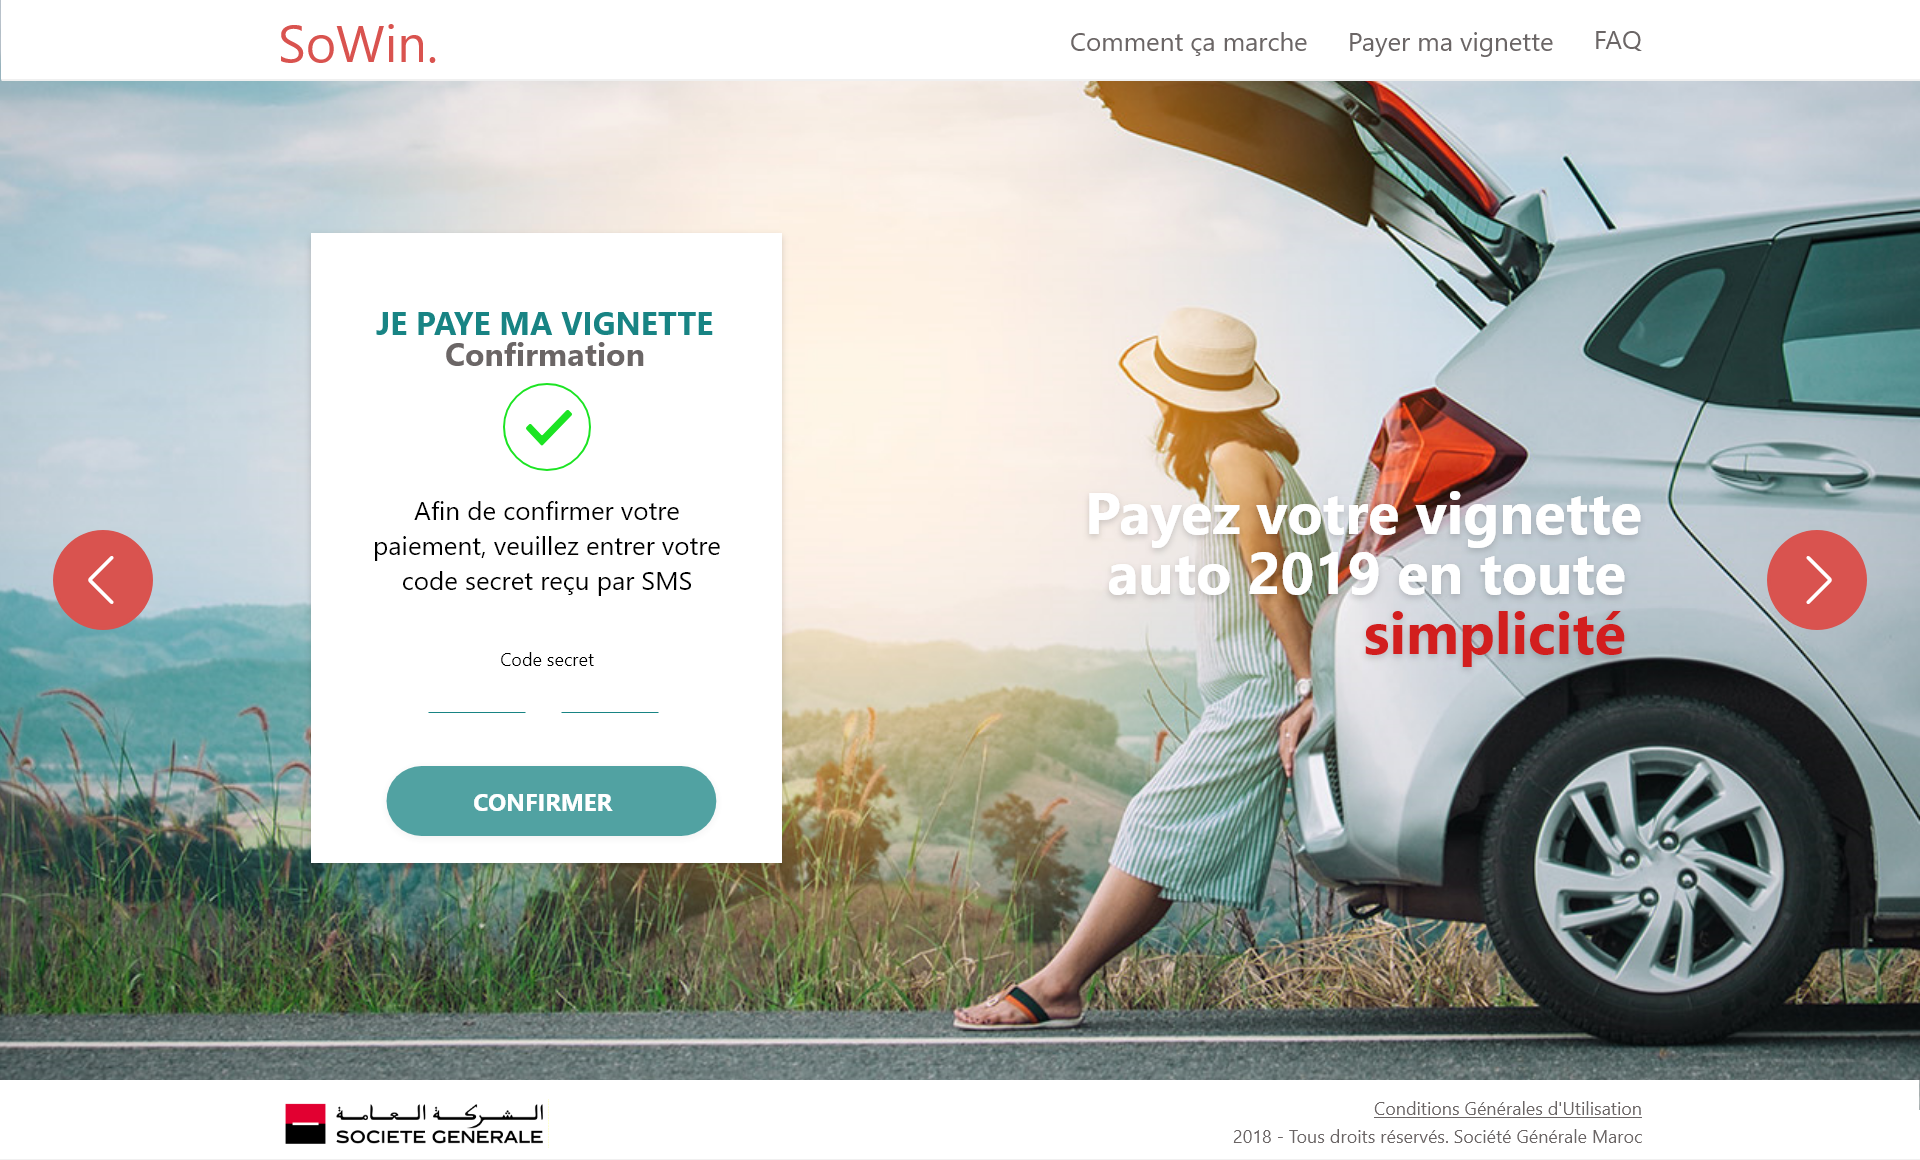 SoWin.
Comment ça marche
Payer ma vignette
FAQ
JE PAYE MA VIGNETTE
Confirmation
Afin de confirmer votre
paiement, veuillez entrer votre
code secret reçu par SMS
Code secret
CONFIRMER
Payez votre vignette
auto 2019 en toute
simplicité
الشركة العامة
SOCIETE GENERALE
Conditions Générales d'Utilisation
2018 - Tous droits réservés. Société Générale Maroc